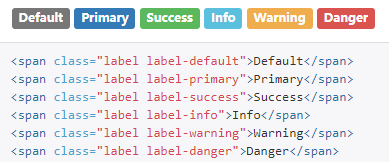 Default Primary Success Info Warning Danger
<span class="label label-default">Default</span>
<span class="label label-primary">Primary</span>
<span class="label label-success">Success</span>
<span class="label label-info">Info</span>
<span class="label label-warning">Warning</span>
<span class="label label-danger">Danger</span>